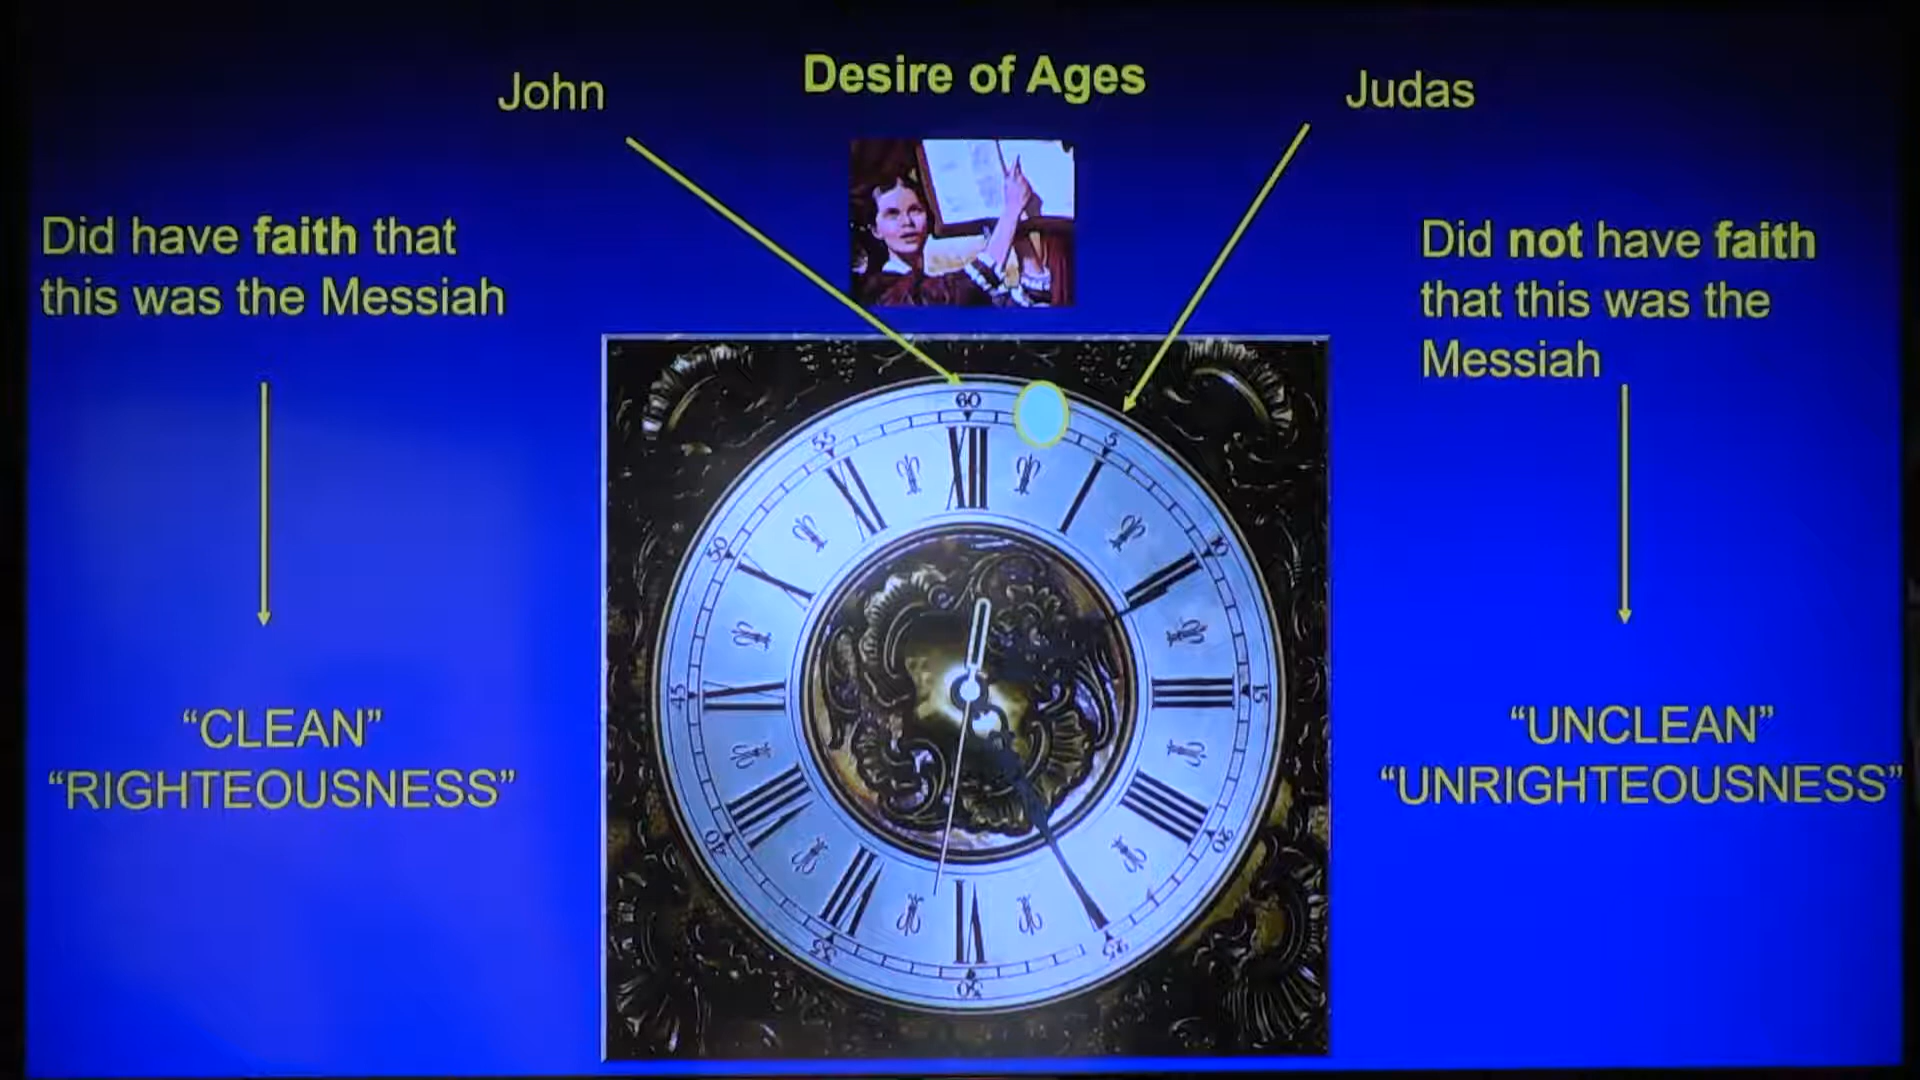 Desire of Ages
John
Judas
Did have faith that
this was the Messiah
Did not have faith
that this was the
Messiah
“CLEAN”
“RIGHTEOUSNESS”
“UNCLEAN”
“UNRIGHTEOUSNESS”
60
5
10
15
20
25
30
35
40
45
50
55
XII
I
II
III
IIII
V
VI
VII
VIII
IX
X
XI